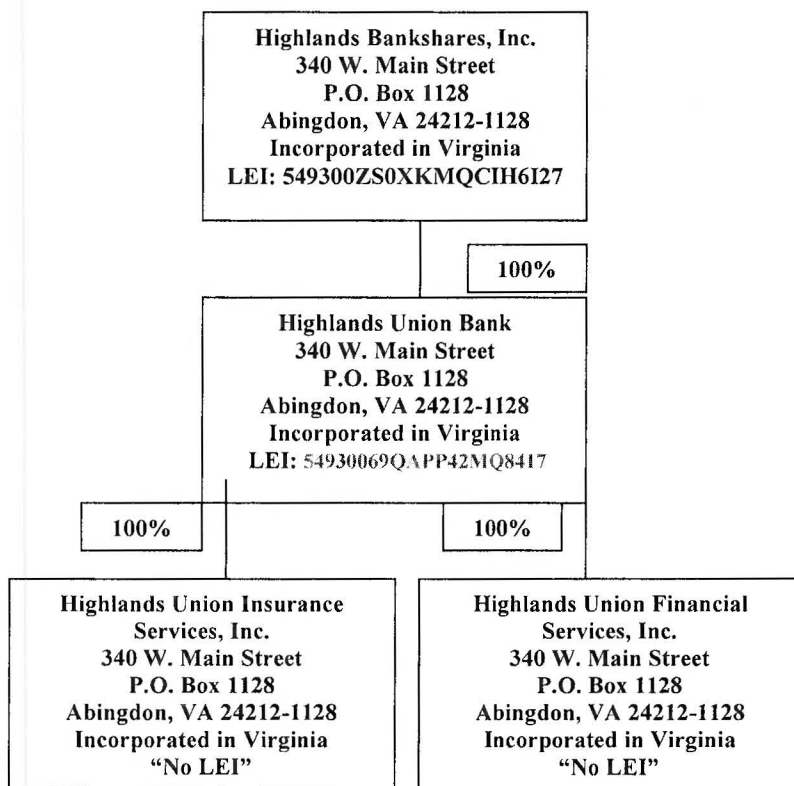 Highlands Bankshares, Inc.
340 W. Main Street
P.O. Box 1128
Abingdon, VA 24212-1128
Incorporated in Virginia
LEI: 549300ZS0XKMQCIH6I27
100%
Highlands Union Bank
340 W. Main Street
P.O. Box 1128
Abingdon, VA 24212-1128
Incorporated in Virginia
LEI: 54930069QAPP42MQ8417
100%
100%
Highlands Union Insurance
Services, Inc.
340 W. Main Street
P.O. Box 1128
Abingdon, VA 24212-1128
Incorporated in Virginia
“No LEI”
Highlands Union Financial
Services, Inc.
340 W. Main Street
P.O. Box 1128
Abingdon, VA 24212-1128
Incorporated in Virginia
“No LEI”